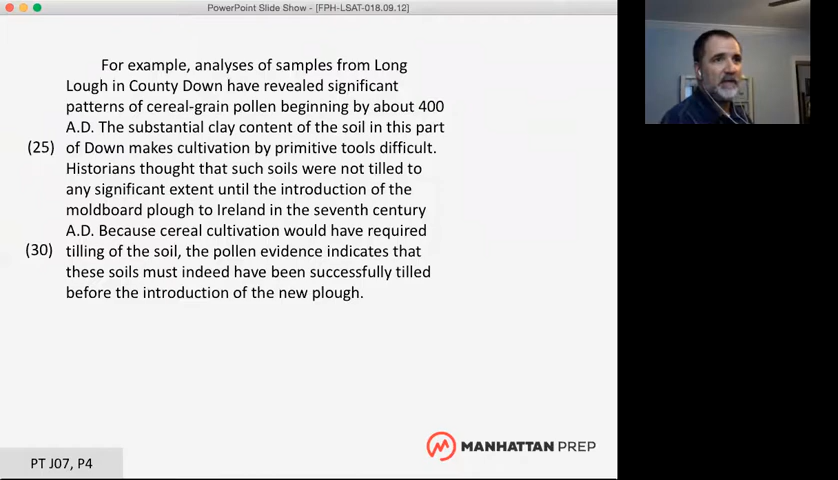 PowerPoint Slide Show - [FPH-LSAT-018.09.12]
For example, analyses of samples from Long
Lough in County Down have revealed significant
patterns of cereal-grain pollen beginning by about 400
A.D. The substantial clay content of the soil in this part
(25) of Down makes cultivation by primitive tools difficult.
Historians thought that such soils were not tilled to
any significant extent until the introduction of the
moldboard plough to Ireland in the seventh century
A.D. Because cereal cultivation would have required
(30) tilling of the soil, the pollen evidence indicates that
these soils must indeed have been successfully tilled
before the introduction of the new plough.
MANHATTAN PREP
PT J07, P4